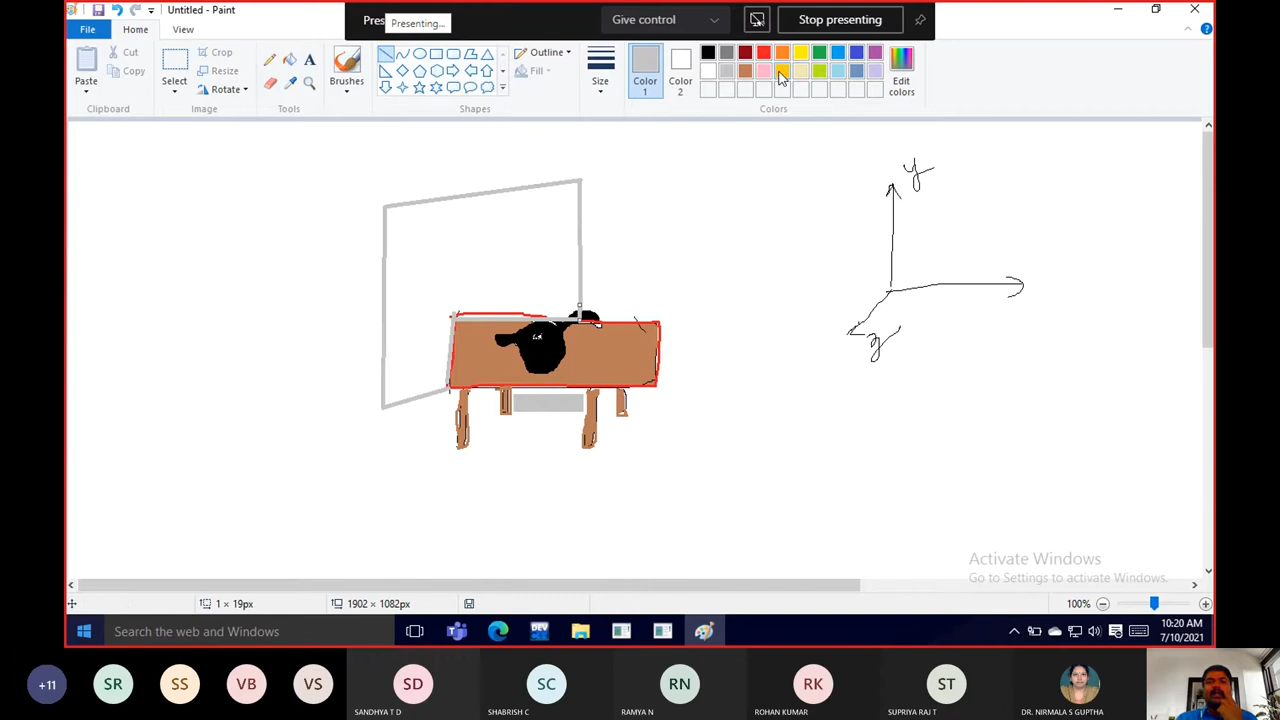 Untitled - Paint
Pres
Presenting...
Give control
Stop presenting
File
Home
View
Paste
Cut
Copy
Clipboard
Select
Crop
Resize
Rotate
Image
Tools
Brushes
Shapes
Outline
Fill
Size
Color
1
Color
2
Edit
colors
Colors
y
z
Activate Windows
Go to Settings to activate Windows.
1 × 19px
1902 × 1082px
100%
Search the web and Windows
DEV
10:20 AM
7/10/2021
+11
SR
SS
VB
VS
SD
SANDHYA T D
SC
SHABRISH C
RN
RAMYA N
RK
ROHAN KUMAR
ST
SUPRIYA RAJ T
DR. NIRMALA S GUPTHA